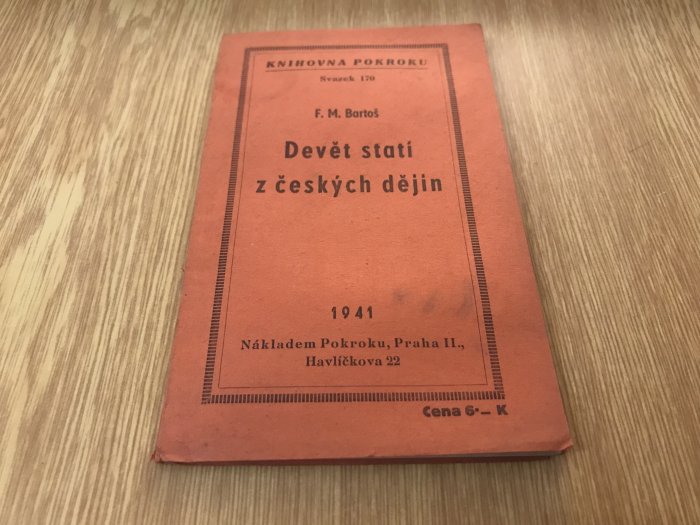 KNIHOVNA POKROKU
Svazek 170
F. M. Bartoš
Devět statí
z českých dějin
1941
Nákladem Pokroku, Praha II.,
Havlíčkova 22
Cena 6·— K